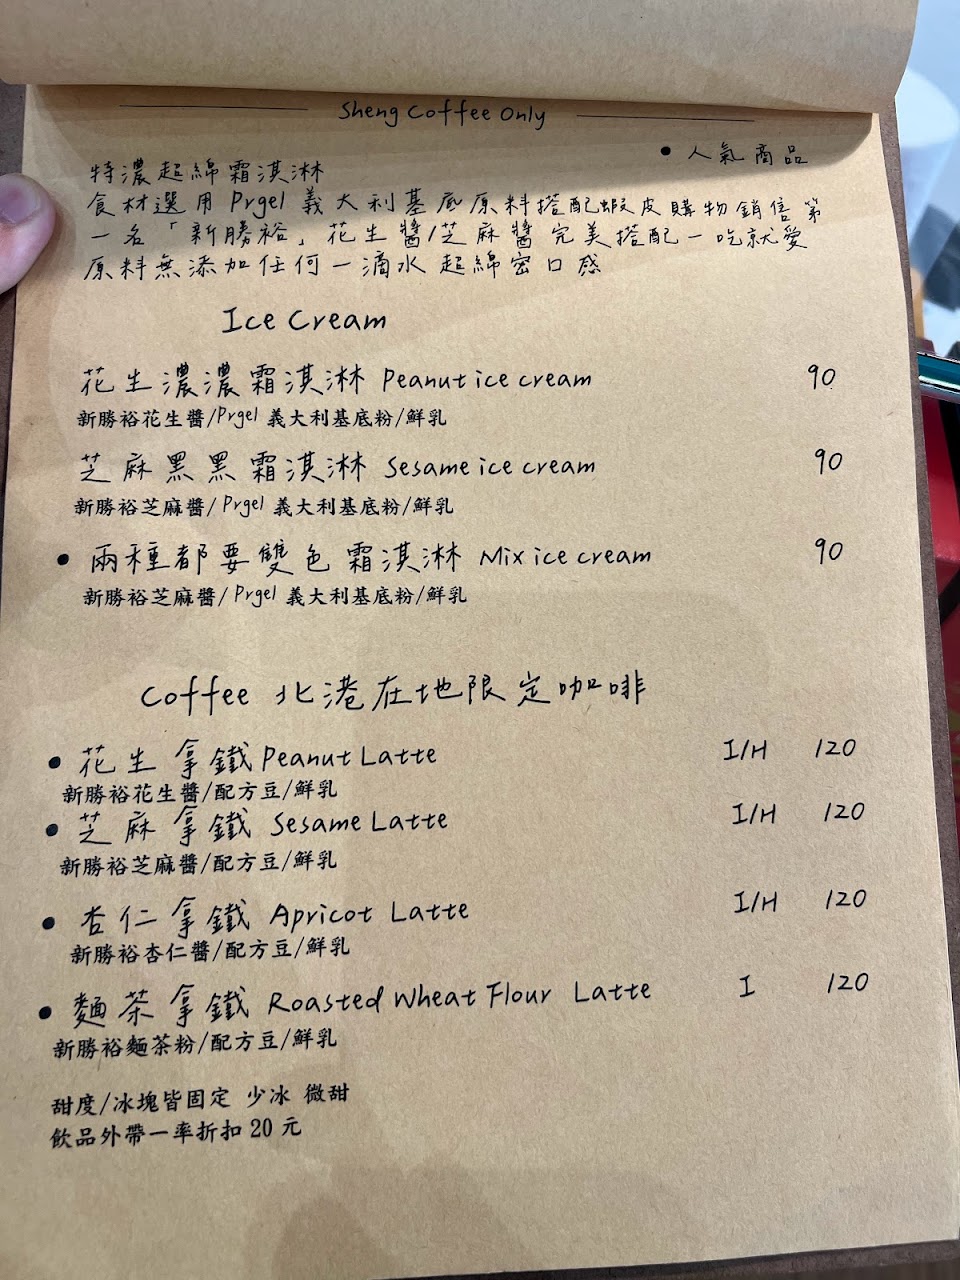 Sheng Coffee Only
• 人氣商品
特濃超綿霜淇淋
食材選用 Prgel 義大利基底原料搭配蝦皮購物銷售第
一名「新勝裕」花生醬/芝麻醬完美搭配一吃就愛
原料無添加任何一滴水 超綿密口感
Ice Cream
花生濃濃霜淇淋 Peanut ice cream 90
新勝裕花生醬/Prgel 義大利基底粉/鮮乳
芝麻黑黑霜淇淋 Sesame ice cream 90
新勝裕芝麻醬/Prgel 義大利基底粉/鮮乳
• 兩種都要雙色霜淇淋 Mix ice cream 90
新勝裕芝麻醬/Prgel 義大利基底粉/鮮乳
Coffee 北港在地限定咖啡
• 花生拿鐵 Peanut Latte I/H 120
新勝裕花生醬/配方豆/鮮乳
• 芝麻拿鐵 Sesame Latte I/H 120
新勝裕芝麻醬/配方豆/鮮乳
• 杏仁拿鐵 Apricot Latte I/H 120
新勝裕杏仁醬/配方豆/鮮乳
• 麵茶拿鐵 Roasted Wheat Flour Latte I 120
新勝裕麵茶粉/配方豆/鮮乳
甜度/冰塊皆固定 少冰 微甜
飲品外帶一率折扣 20 元